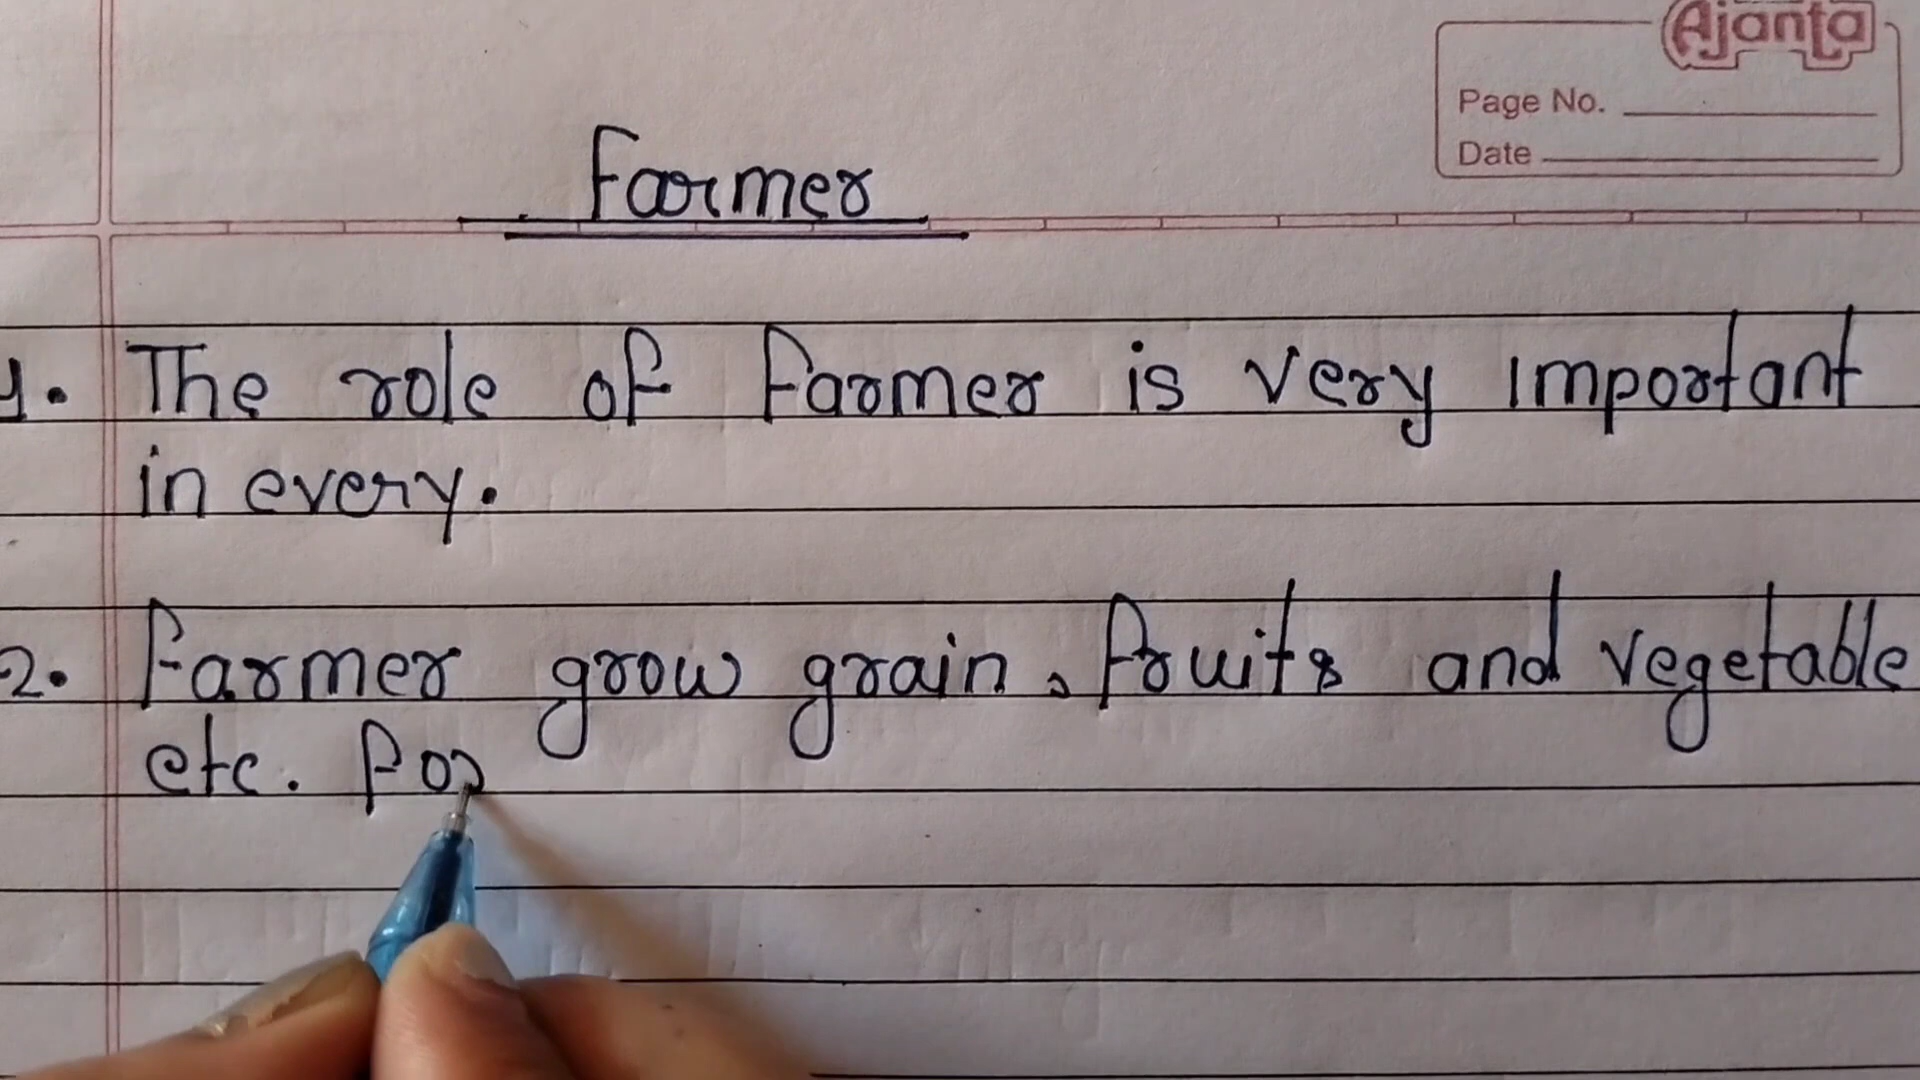 Ajanta
Page No.
Date
Farmer
1. The role of farmer is very important
in every.
2. Farmer grow grain, fruits and vegetable
etc. for